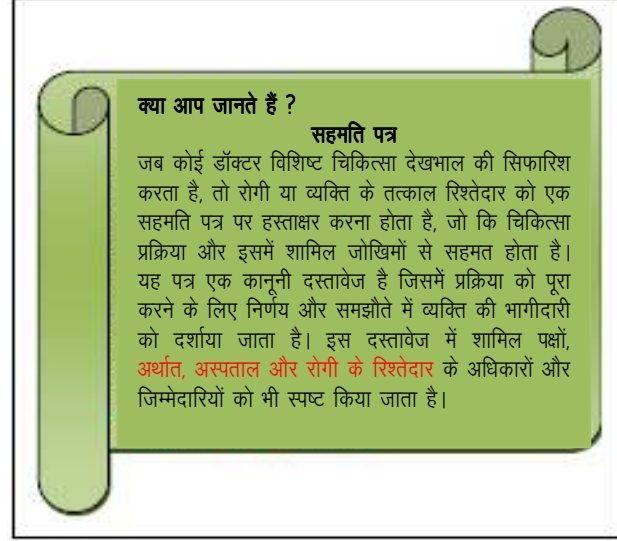 क्या आप जानते हैं ?
सहमति पत्र
जब कोई डॉक्टर विशिष्ट चिकित्सा देखभाल की सिफारिश
करता है, तो रोगी या व्यक्ति के तत्काल रिश्तेदार को एक
सहमति पत्र पर हस्ताक्षर करना होता है, जो कि चिकित्सा
प्रक्रिया और इसमें शामिल जोखिमों से सहमत होता है।
यह पत्र एक कानूनी दस्तावेज है जिसमें प्रक्रिया को पूरा
करने के लिए निर्णय और समझौते में व्यक्ति की भागीदारी
को दर्शाया जाता है। इस दस्तावेज में शामिल पक्षों,
अर्थात, अस्पताल और रोगी के रिश्तेदार के अधिकारों और
जिम्मेदारियों को भी स्पष्ट किया जाता है।